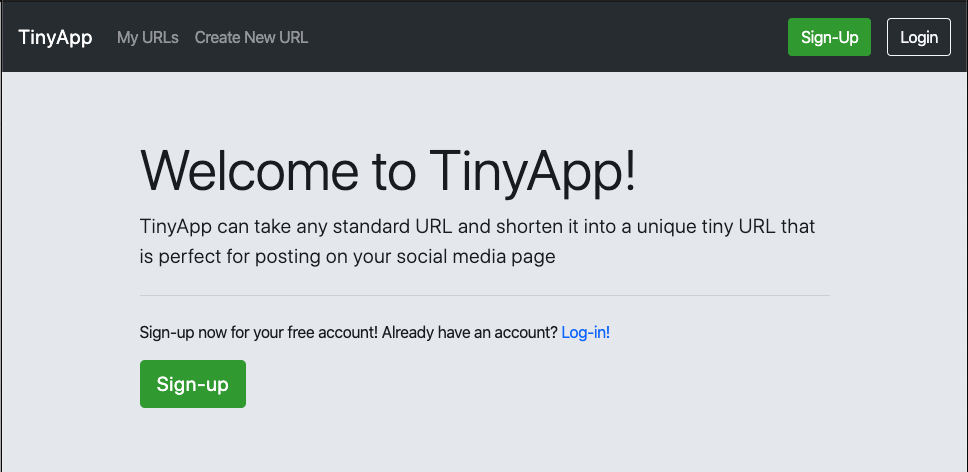 TinyApp My URLs Create New URL Sign-Up Login
Welcome to TinyApp!
TinyApp can take any standard URL and shorten it into a unique tiny URL that
is perfect for posting on your social media page
Sign-up now for your free account! Already have an account? Log-in!
Sign-up